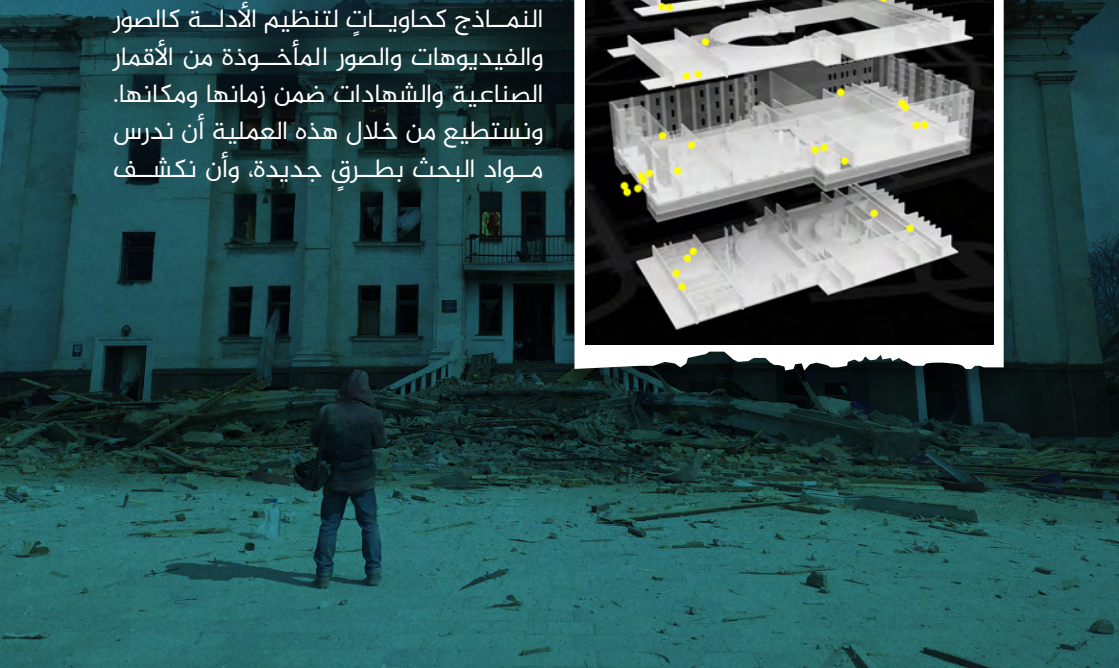 النمــاذج كحاويــاتٍ لتنظيم الأدلــة كالصور
والفيديوهات والصور المأخــوذة من الأقمار
الصناعية والشهادات ضمن زمانها ومكانها.
ونستطيع من خلال هذه العملية أن ندرس
مــواد البحث بطــرقٍ جديدة، وأن نكشــف